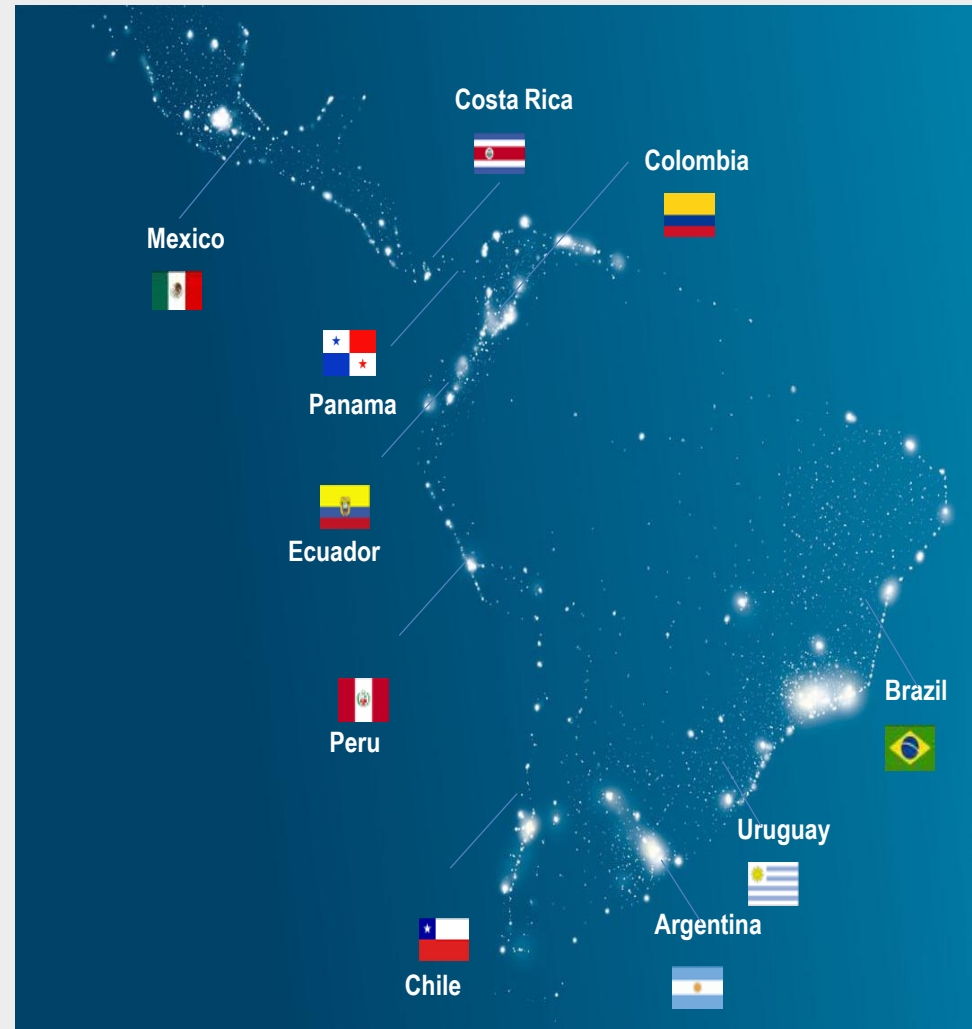 Costa Rica
Colombia
Mexico
Panama
Ecuador
Peru
Brazil
Uruguay
Argentina
Chile